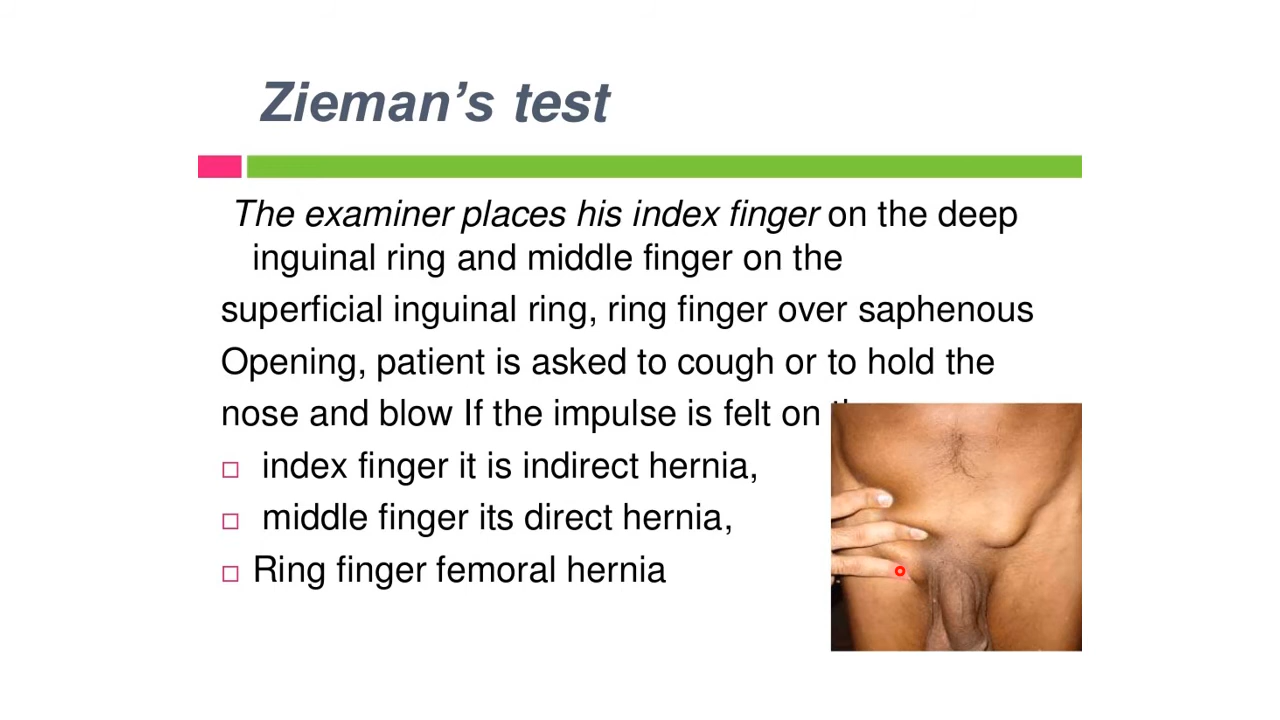 Zieman's test
The examiner places his index finger on the deep
inguinal ring and middle finger on the
superficial inguinal ring, ring finger over saphenous
Opening, patient is asked to cough or to hold the
nose and blow If the impulse is felt on
index finger it is indirect hernia,
middle finger its direct hernia,
Ring finger femoral hernia